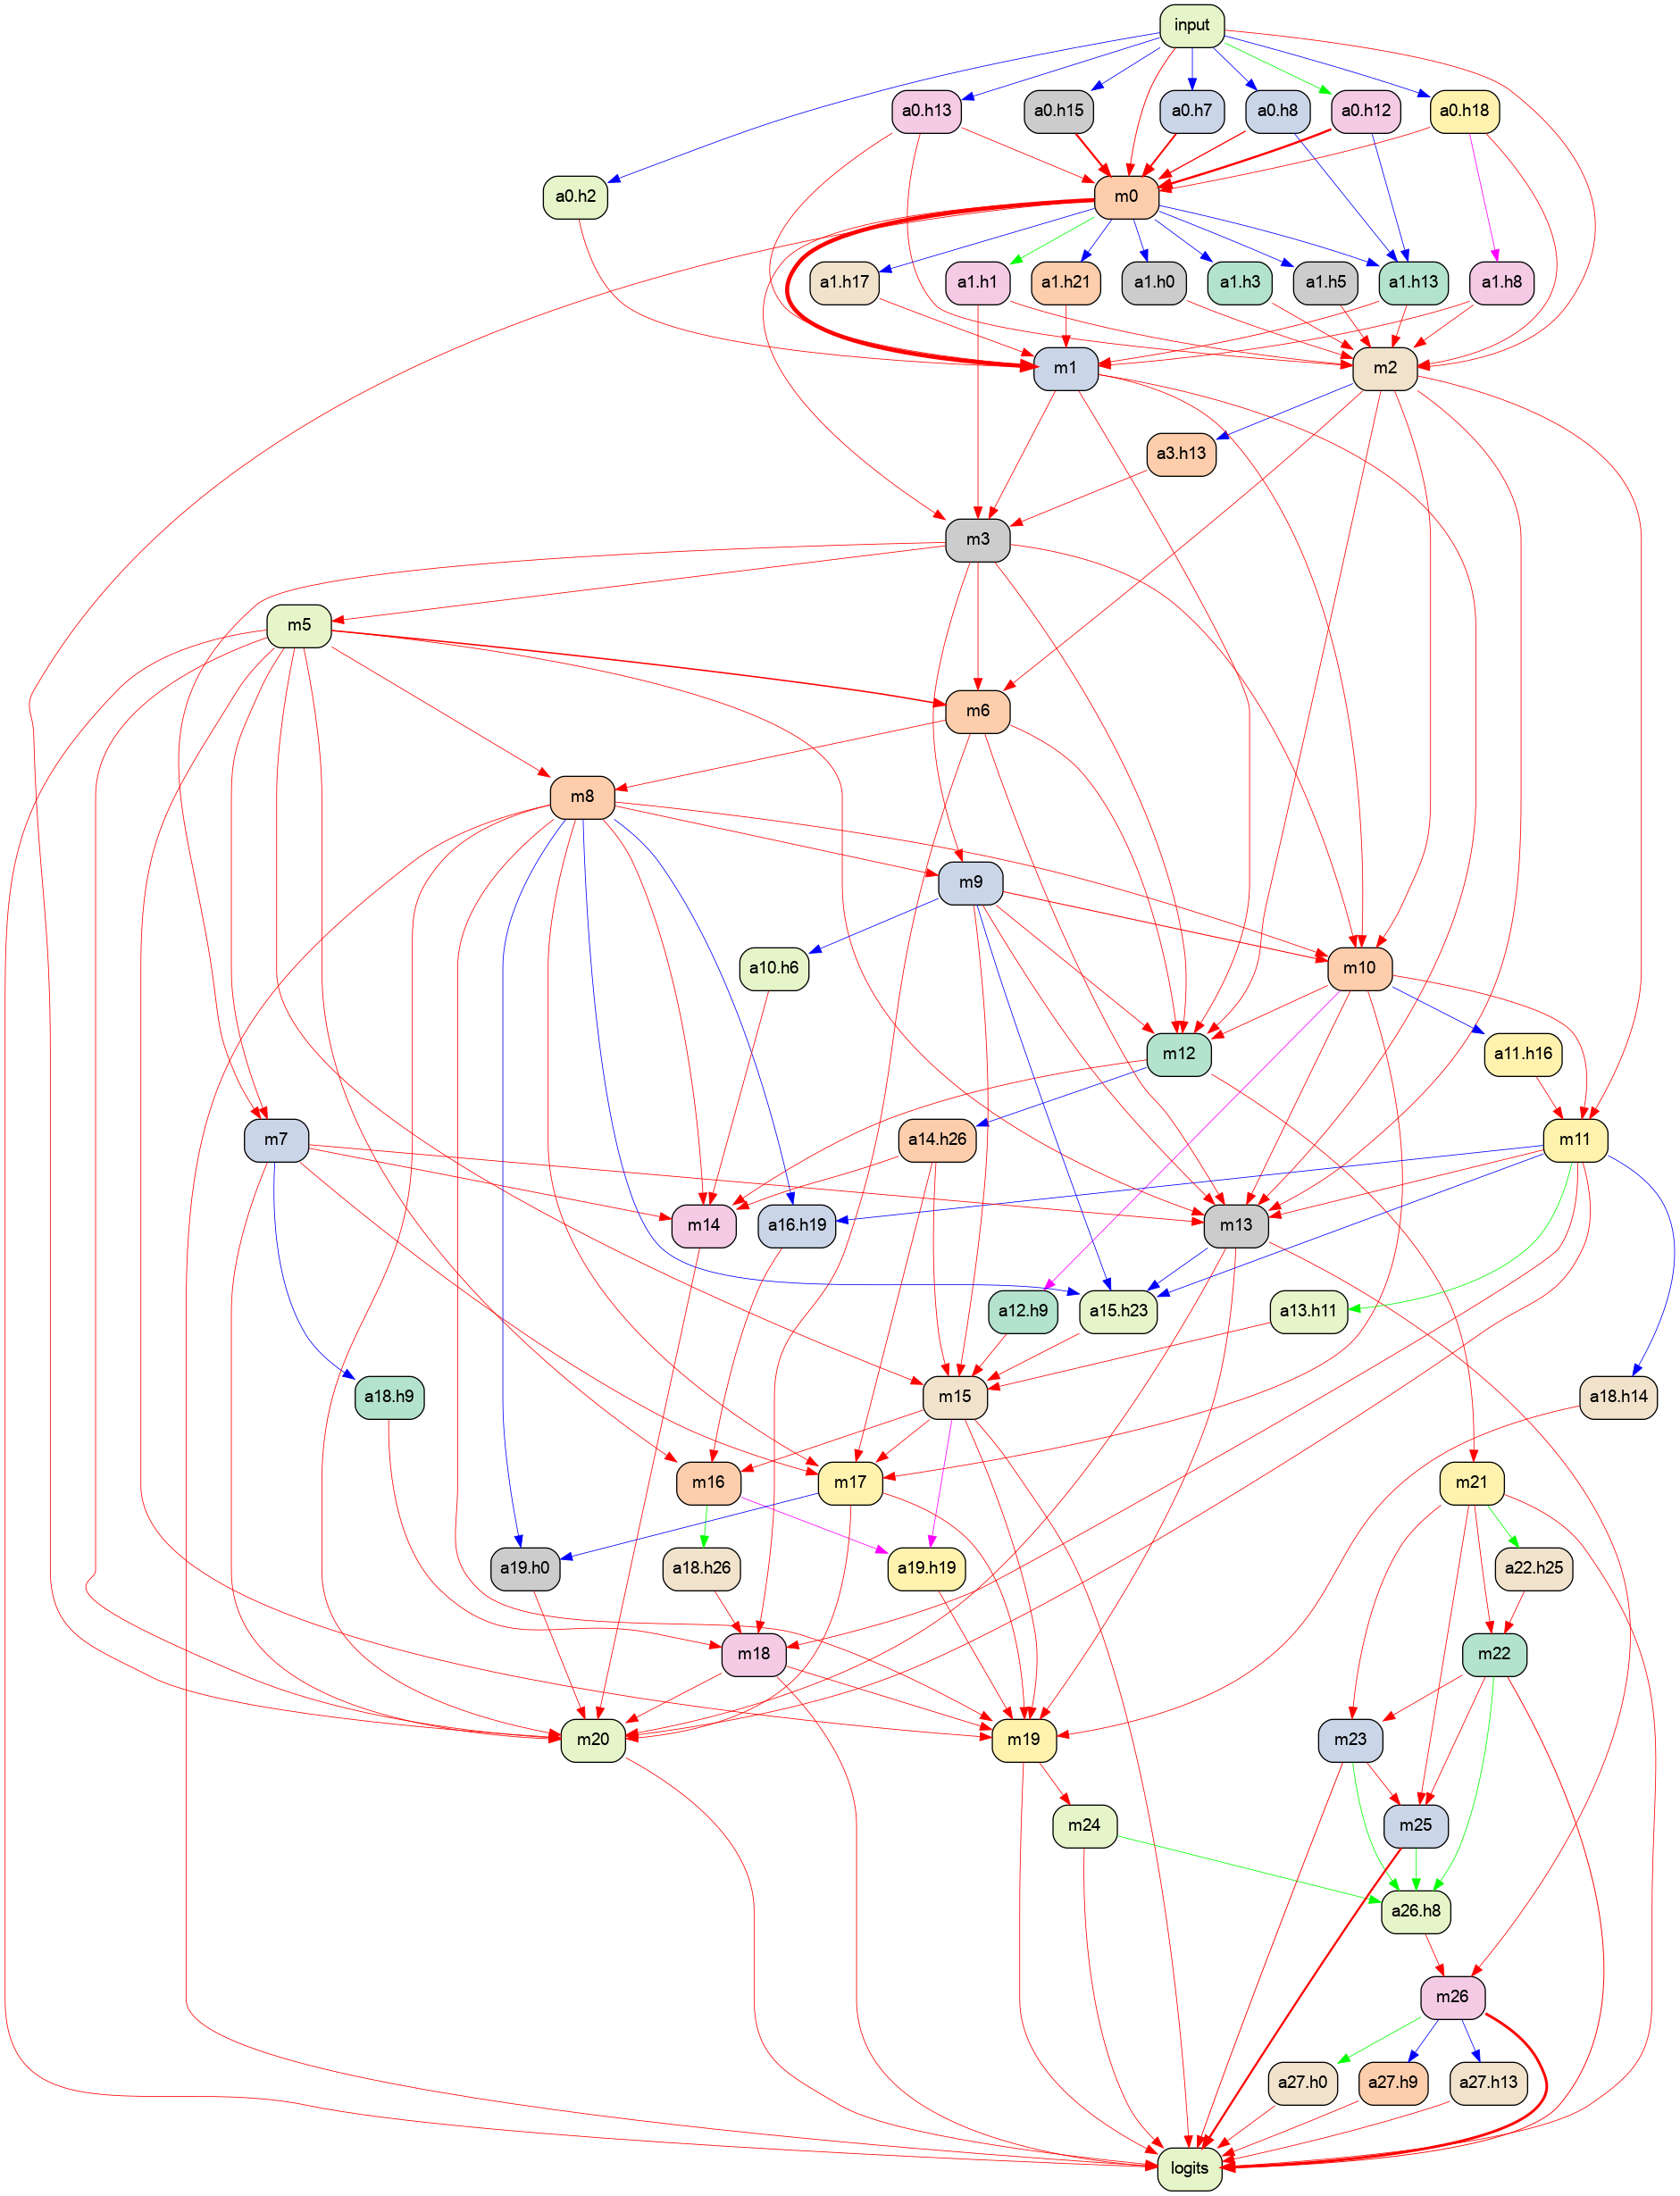 input
a0.h13 a0.h15 a0.h7 a0.h8 a0.h12 a0.h18
a0.h2 m0
a1.h17 a1.h1 a1.h21 a1.h0 a1.h3 a1.h5 a1.h13 a1.h8
m1 m2
a3.h13
m3
m5
m6
m8
m9
a10.h6 m10
m12 a11.h16
m7 a14.h26 m11
m14 a16.h19 m13
a12.h9 a15.h23 a13.h11
a18.h9 m15 a18.h14
m16 m17 m21
a19.h0 a18.h26 a19.h19 a22.h25
m18 m22
m20 m19 m23
m24 m25
a26.h8
m26
a27.h0 a27.h9 a27.h13
logits